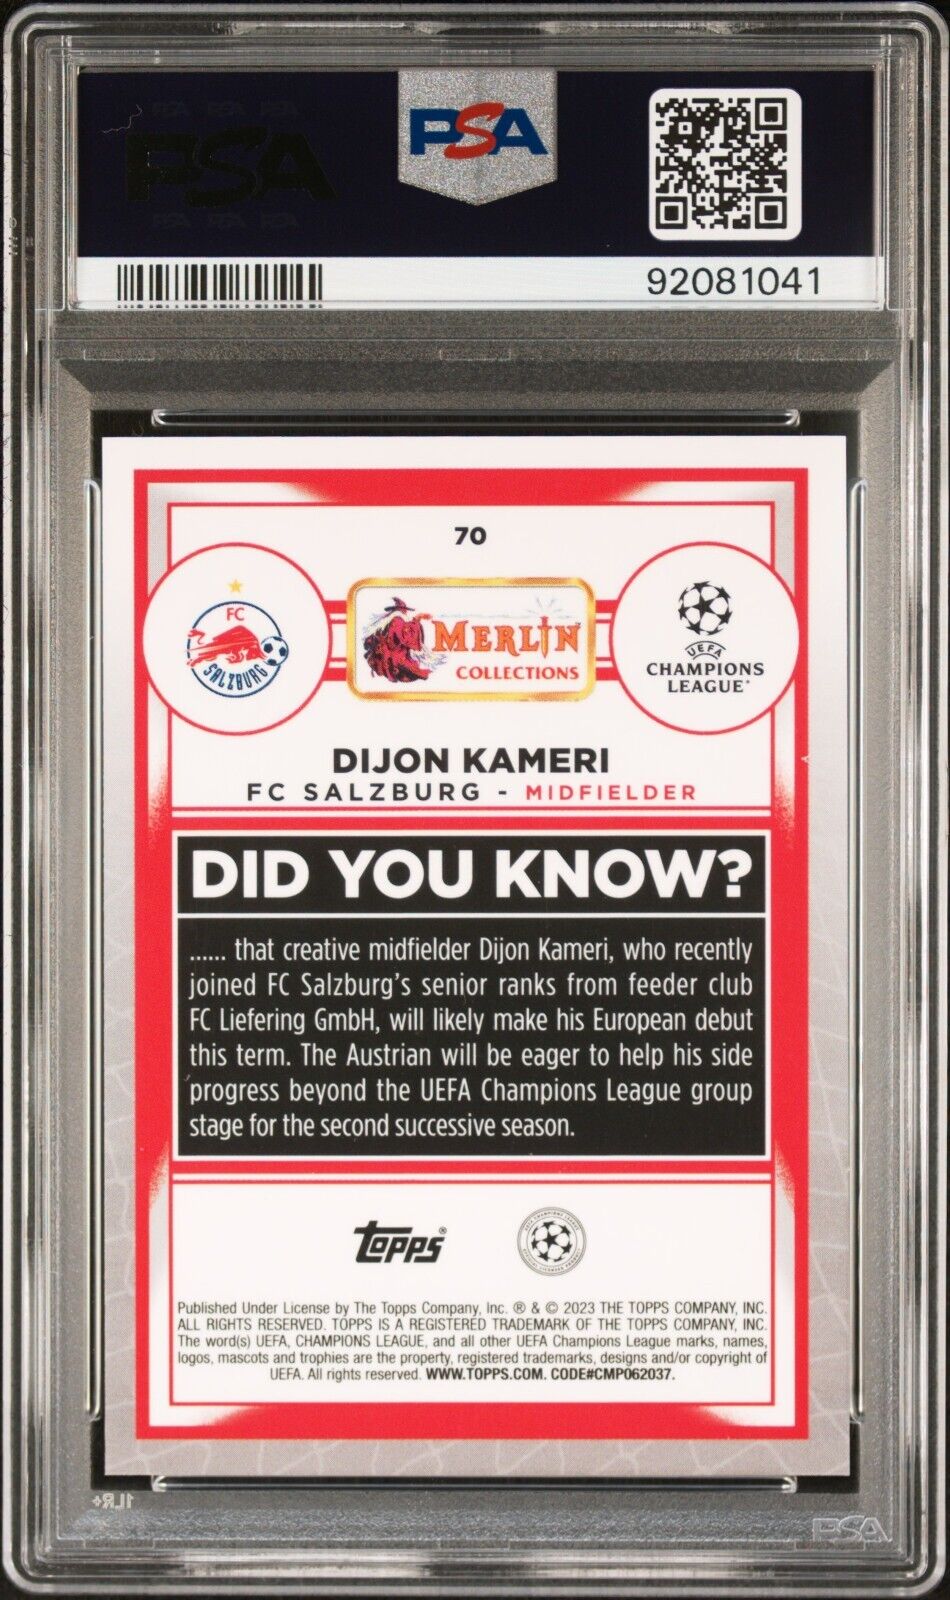 PSA
PSA
92081041
70
FC
SALZBURG
MERLIN
COLLECTIONS
UEFA
CHAMPIONS
LEAGUE®
DIJON KAMERI
FC SALZBURG - MIDFIELDER
DID YOU KNOW?
...... that creative midfielder Dijon Kameri, who recently
joined FC Salzburg's senior ranks from feeder club
FC Liefering GmbH, will likely make his European debut
this term. The Austrian will be eager to help his side
progress beyond the UEFA Champions League group
stage for the second successive season.
topps®
Published Under License by The Topps Company, Inc. ® & © 2023 THE TOPPS COMPANY, INC.
ALL RIGHTS RESERVED. TOPPS IS A REGISTERED TRADEMARK OF THE TOPPS COMPANY, INC.
The word(s) UEFA, CHAMPIONS LEAGUE, and all other UEFA Champions League marks, names,
logos, mascots and trophies are the property, registered trademarks, designs and/or copyright of
UEFA. All rights reserved. WWW.TOPPS.COM. CODE#CMP062037.
1LR+
PSA